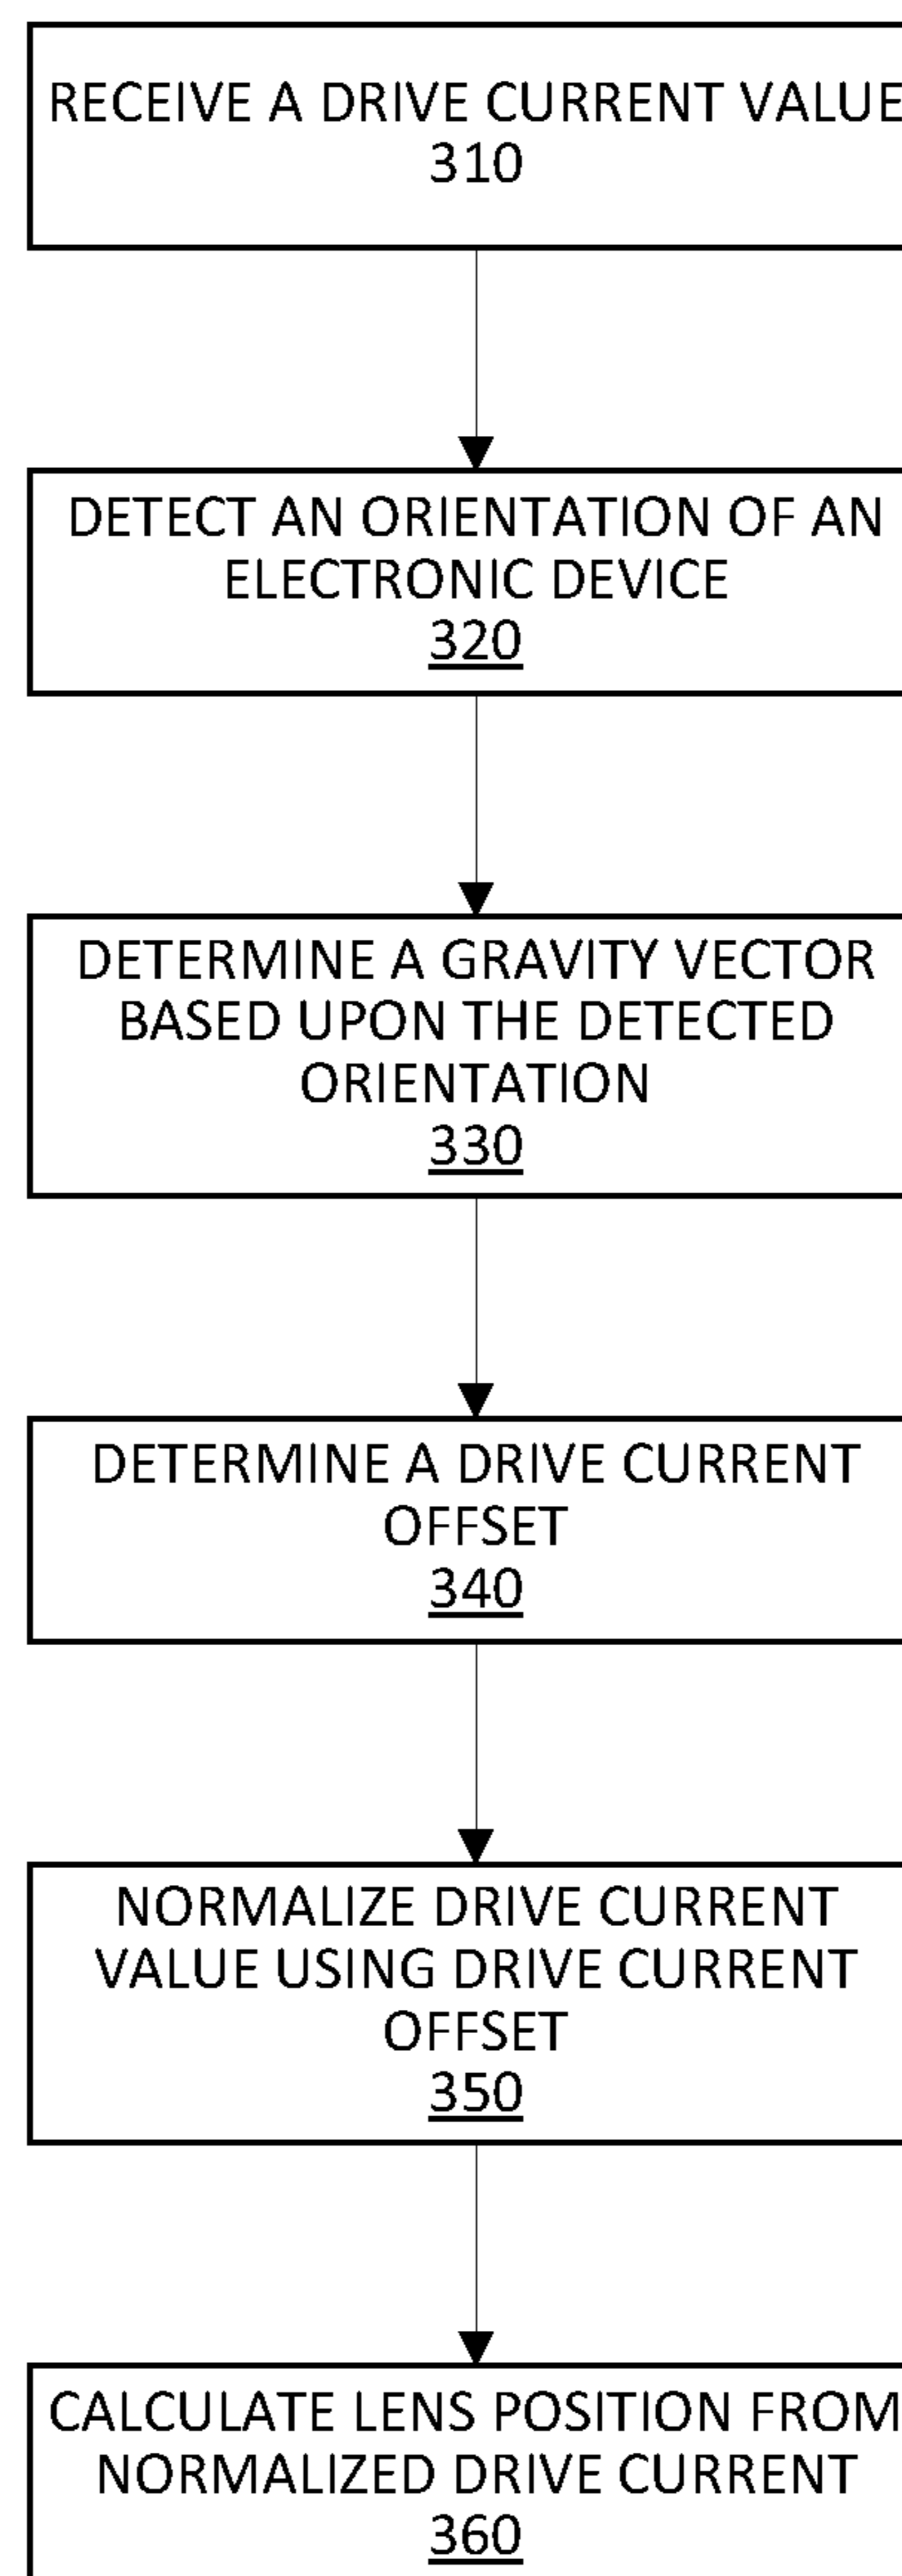 RECEIVE A DRIVE CURRENT VALUE
310
DETECT AN ORIENTATION OF AN
ELECTRONIC DEVICE
320
DETERMINE A GRAVITY VECTOR
BASED UPON THE DETECTED
ORIENTATION
330
DETERMINE A DRIVE CURRENT
OFFSET
340
NORMALIZE DRIVE CURRENT
VALUE USING DRIVE CURRENT
OFFSET
350
CALCULATE LENS POSITION FROM
NORMALIZED DRIVE CURRENT
360